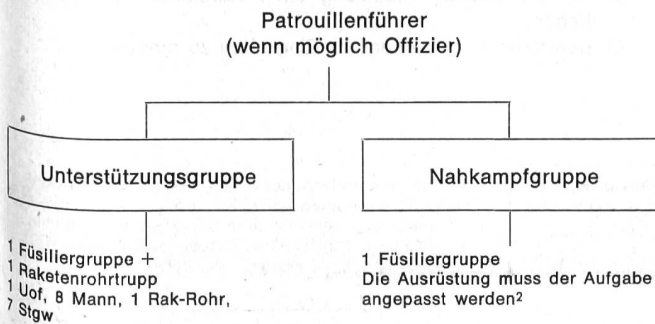 Patrouillenführer
(wenn möglich Offizier)
Unterstützungsgruppe
Nahkampfgruppe
1 Füsiliergruppe +
1 Raketenrohrtrupp
1 Uof, 8 Mann, 1 Rak-Rohr,
7 Stgw
1 Füsiliergruppe
Die Ausrüstung muss der Aufgabe
angepasst werden²